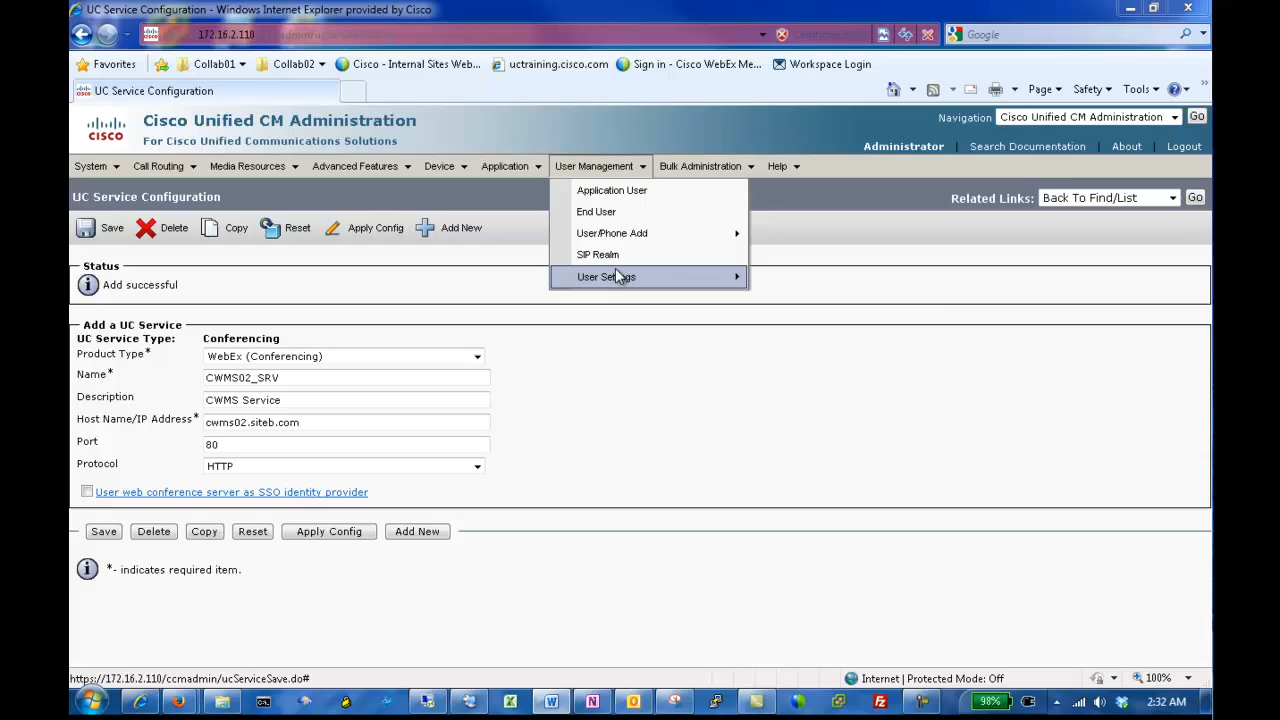 UC Service Configuration - Windows Internet Explorer provided by Cisco
172.16.2.110
Google
Favorites Collab01 Collab02 Cisco - Internal Sites Web... uctraining.cisco.com Sign in - Cisco WebEx Me... Workspace Login
UC Service Configuration
Page Safety Tools
CISCO
Cisco Unified CM Administration
For Cisco Unified Communications Solutions
Navigation Cisco Unified CM Administration Go
Administrator Search Documentation About Logout
System Call Routing Media Resources Advanced Features Device Application User Management Bulk Administration Help
Application User
End User
User/Phone Add
SIP Realm
User Settings
UC Service Configuration
Related Links: Back To Find/List Go
Save Delete Copy Reset Apply Config Add New
Status
Add successful
Add a UC Service
UC Service Type: Conferencing
Product Type* WebEx (Conferencing)
Name* CWMS02_SRV
Description CWMS Service
Host Name/IP Address* cwms02.siteb.com
Port 80
Protocol HTTP
User web conference server as SSO identity provider
Save Delete Copy Reset Apply Config Add New
*- indicates required item.
https://172.16.2.110/ccmadmin/ucServiceSave.do#
Internet | Protected Mode: Off
100%
98%
2:32 AM